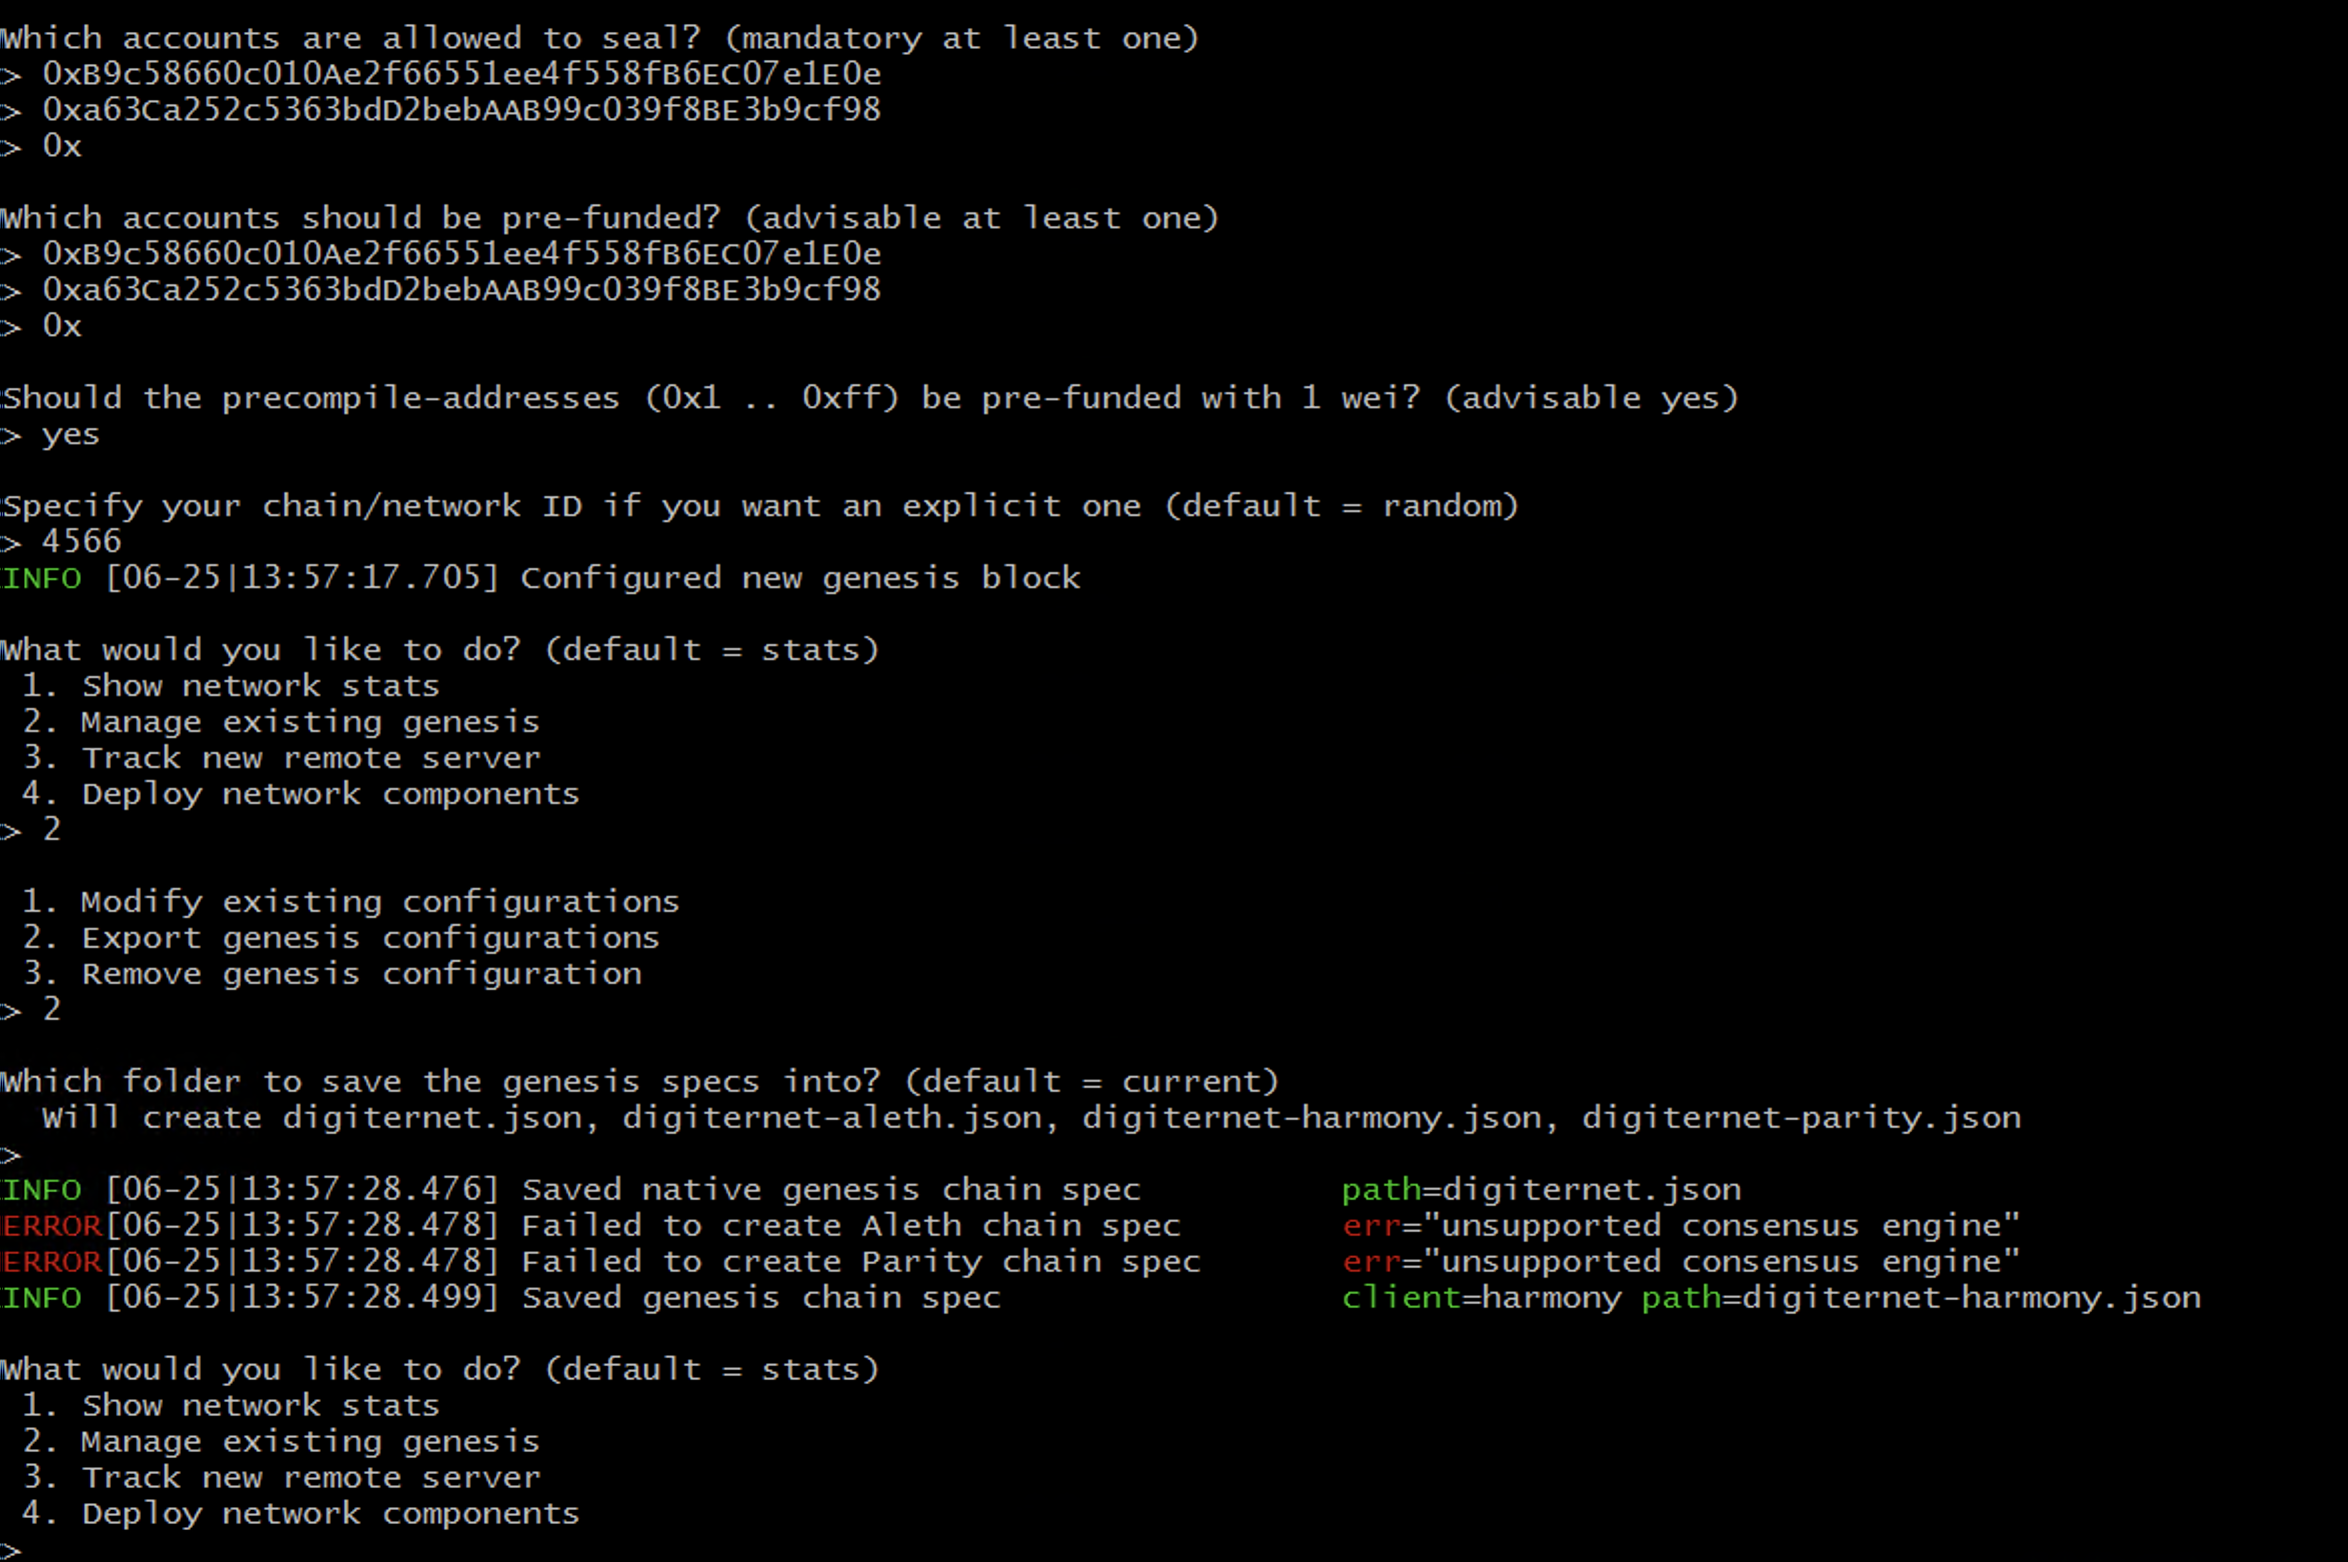 Which accounts are allowed to seal? (mandatory at least one)
> 0xB9c58660c010Ae2f66551ee4f558fB6EC07e1E0e
> 0xa63Ca252c5363bdD2bebAAB99c039f8BE3b9cf98
> 0x
Which accounts should be pre-funded? (advisable at least one)
> 0xB9c58660c010Ae2f66551ee4f558fB6EC07e1E0e
> 0xa63Ca252c5363bdD2bebAAB99c039f8BE3b9cf98
> 0x
Should the precompile-addresses (0x1 .. 0xff) be pre-funded with 1 wei? (advisable yes)
> yes
Specify your chain/network ID if you want an explicit one (default = random)
> 4566
INFO [06-25|13:57:17.705] Configured new genesis block
What would you like to do? (default = stats)
1. Show network stats
2. Manage existing genesis
3. Track new remote server
4. Deploy network components
> 2
1. Modify existing configurations
2. Export genesis configurations
3. Remove genesis configuration
> 2
Which folder to save the genesis specs into? (default = current)
Will create digiternet.json, digiternet-aleth.json, digiternet-harmony.json, digiternet-parity.json
>
INFO [06-25|13:57:28.476] Saved native genesis chain spec path=digiternet.json
ERROR[06-25|13:57:28.478] Failed to create Aleth chain spec err="unsupported consensus engine"
ERROR[06-25|13:57:28.478] Failed to create Parity chain spec err="unsupported consensus engine"
INFO [06-25|13:57:28.499] Saved genesis chain spec client=harmony path=digiternet-harmony.json
What would you like to do? (default = stats)
1. Show network stats
2. Manage existing genesis
3. Track new remote server
4. Deploy network components
>